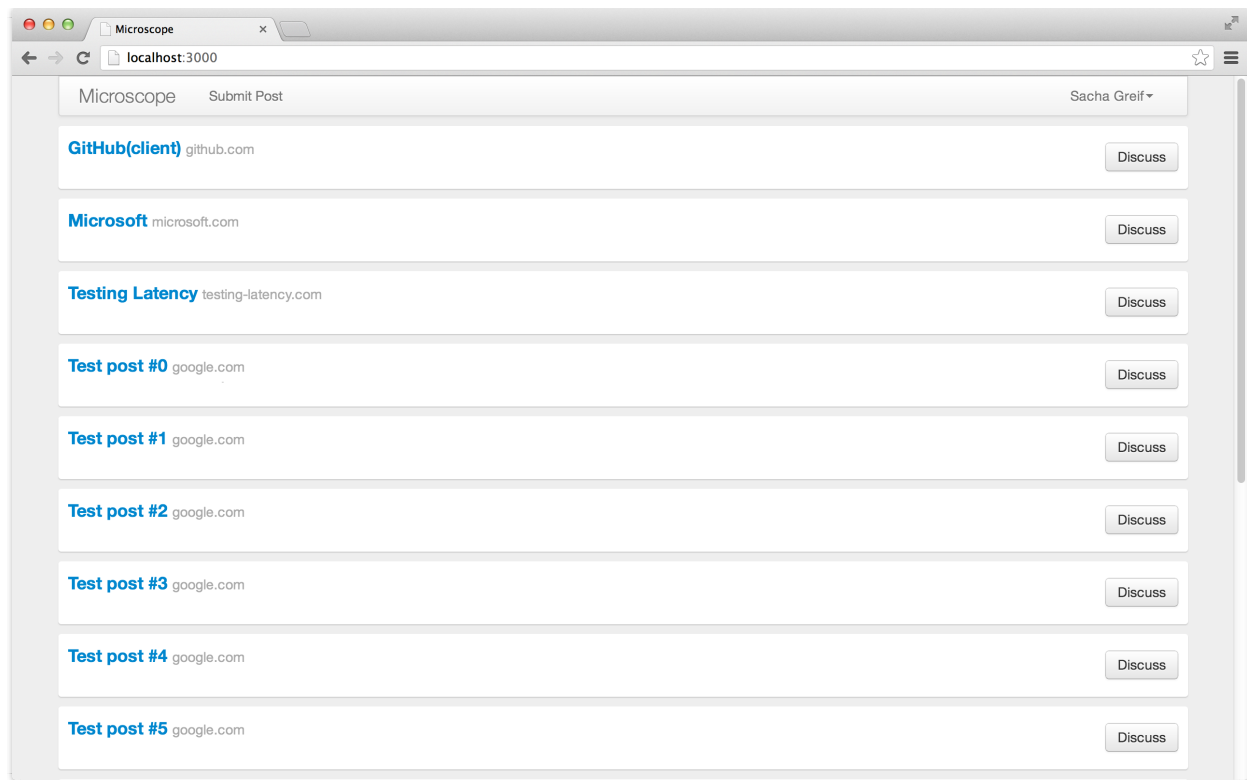 Microscope
localhost:3000
Microscope Submit Post Sacha Greif
GitHub(client) github.com
Discuss
Microsoft microsoft.com
Discuss
Testing Latency testing-latency.com
Discuss
Test post #0 google.com
Discuss
Test post #1 google.com
Discuss
Test post #2 google.com
Discuss
Test post #3 google.com
Discuss
Test post #4 google.com
Discuss
Test post #5 google.com
Discuss